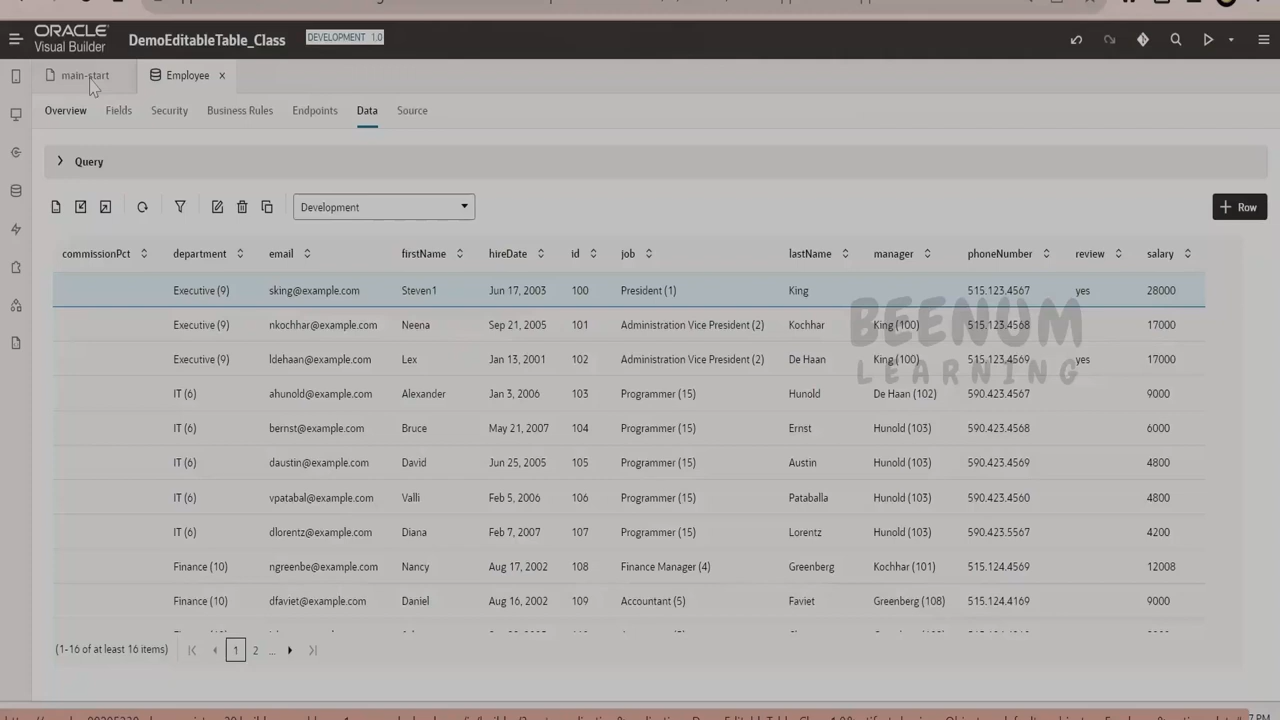 ORACLE
Visual Builder
DemoEditableTable_Class
DEVELOPMENT 1.0
main-start
Employee ×
Overview Fields Security Business Rules Endpoints Data Source
Query
Development
+ Row
commissionPct department email firstName hireDate id job lastName manager phoneNumber review salary
Executive (9) sking@example.com Steven1 Jun 17, 2003 100 President (1) King 515.123.4567 yes 28000
Executive (9) nkochhar@example.com Neena Sep 21, 2005 101 Administration Vice President (2) Kochhar King (100) 515.123.4568 17000
Executive (9) ldehaan@example.com Lex Jan 13, 2001 102 Administration Vice President (2) De Haan King (100) 515.123.4569 yes 17000
BEENUM
LEARNING
IT (6) ahunold@example.com Alexander Jan 3, 2006 103 Programmer (15) Hunold De Haan (102) 590.423.4567 9000
IT (6) bernst@example.com Bruce May 21, 2007 104 Programmer (15) Ernst Hunold (103) 590.423.4568 6000
IT (6) daustin@example.com David Jun 25, 2005 105 Programmer (15) Austin Hunold (103) 590.423.4569 4800
IT (6) vpatabal@example.com Valli Feb 5, 2006 106 Programmer (15) Pataballa Hunold (103) 590.423.4560 4800
IT (6) dlorentz@example.com Diana Feb 7, 2007 107 Programmer (15) Lorentz Hunold (103) 590.423.5567 4200
Finance (10) ngreenbe@example.com Nancy Aug 17, 2002 108 Finance Manager (4) Greenberg Kochhar (101) 515.124.4569 12008
Finance (10) dfaviet@example.com Daniel Aug 16, 2002 109 Accountant (5) Faviet Greenberg (108) 515.124.4169 9000
(1-16 of at least 16 items) 1 2 ...
7 PM